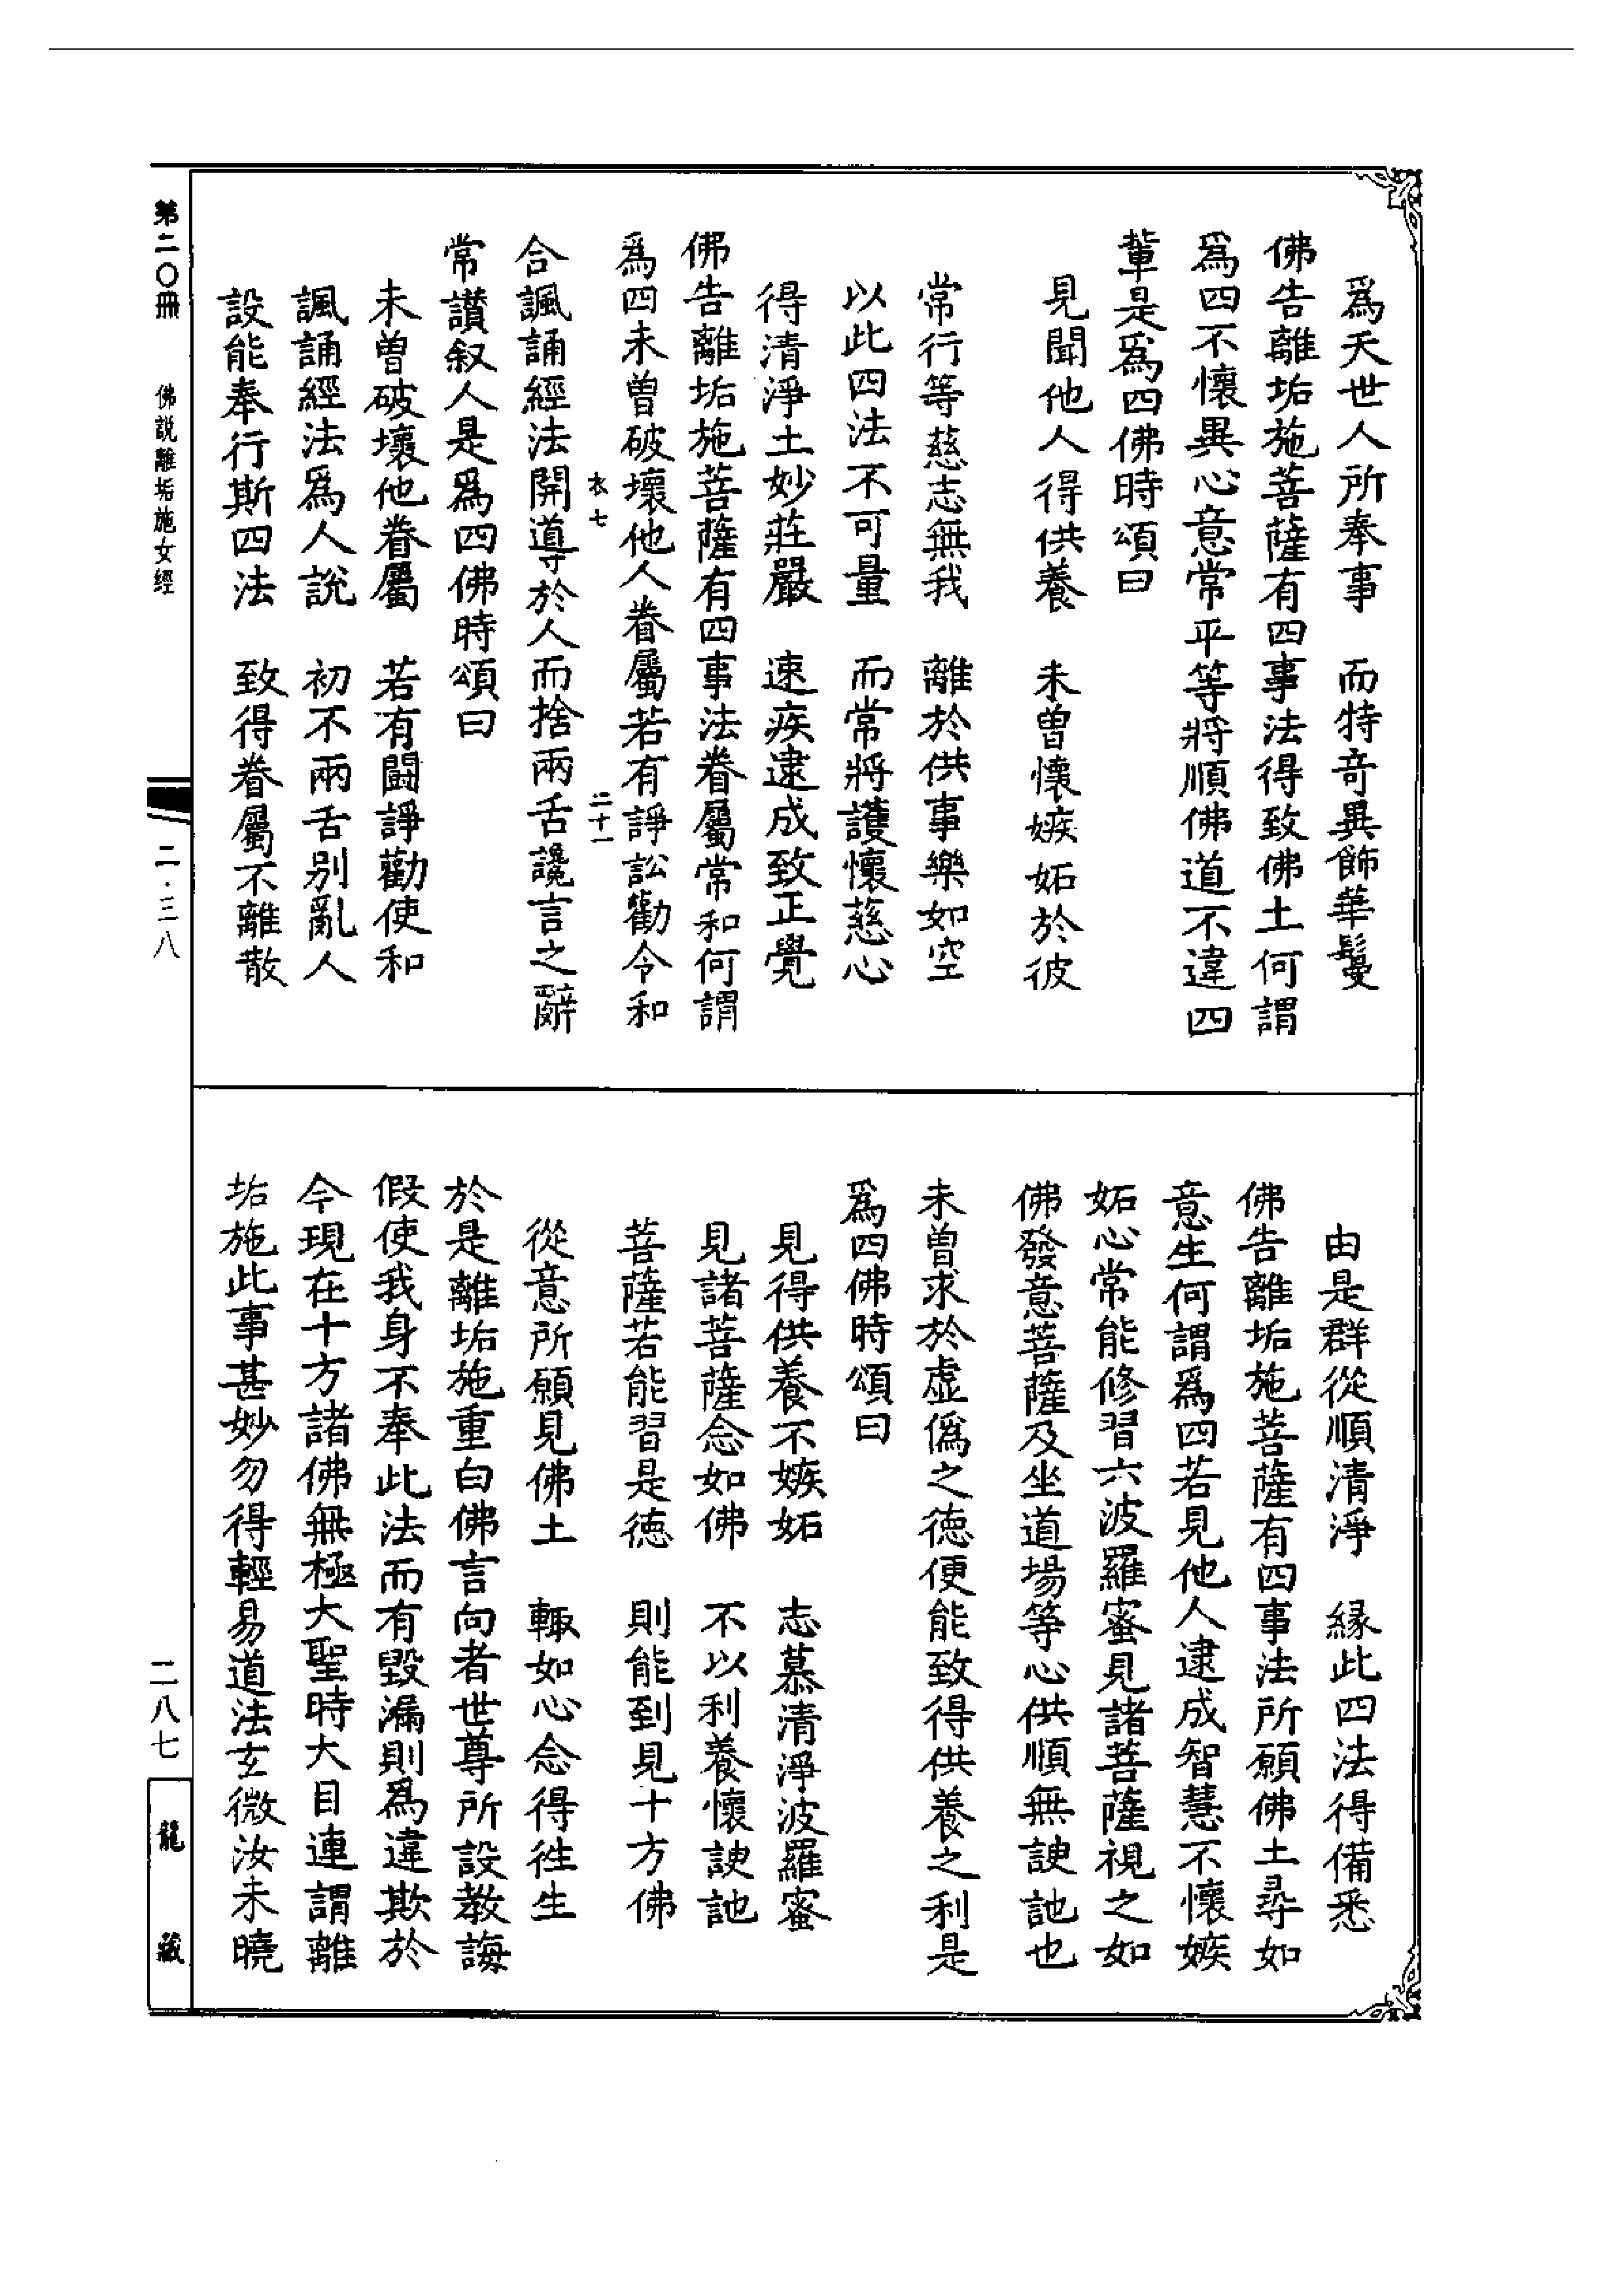 爲天世人所奉事　而特竒異飾華鬘
佛告離垢施菩薩有四事法得致佛土何謂
爲四不懷異心意常平等將順佛道不違四
輩是爲四佛時頌曰
見聞他人得供養　未曽懷嫉妬於彼
常行等慈志無我　離於供事樂如空
以此四法不可量　而常將護懷慈心
得清淨土妙莊嚴　速疾逮成致正覺
佛告離垢施菩薩有四事法眷屬常和何謂
爲四未曽破壞他人眷屬若有諍訟勸令和
衣七　二十一
合諷誦經法開導於人而捨兩舌讒言之辭
常讃叙人是爲四佛時頌曰
未曽破壞他眷屬　若有鬪諍勸使和
諷誦經法爲人說　初不兩舌别亂人
設能奉行斯四法　致得眷屬不離散
由是群從順清淨　縁此四法得備悉
佛告離垢施菩薩有四事法所願佛土尋如
意生何謂爲四若見他人逮成智慧不懷嫉
妬心常能修習六波羅蜜見諸菩薩視之如
佛發意菩薩及坐道場等心供順無諛訑也
未曽求於虚僞之德便能致得供養之利是
爲四佛時頌曰
見得供養不嫉妬　志慕清淨波羅蜜
見諸菩薩念如佛　不以利養懷諛訑
菩薩若能習是德　則能到見十方佛
從意所願見佛土　輙如心念得徃生
於是離垢施重白佛言向者世尊所設教誨
假使我身不奉此法而有毀漏則爲違欺於
今現在十方諸佛無極大聖時大目連謂離
垢施此事甚妙勿得輕易道法玄微汝未曉
第二〇冊　佛説離垢施女經　二·三八　二八七　龍藏